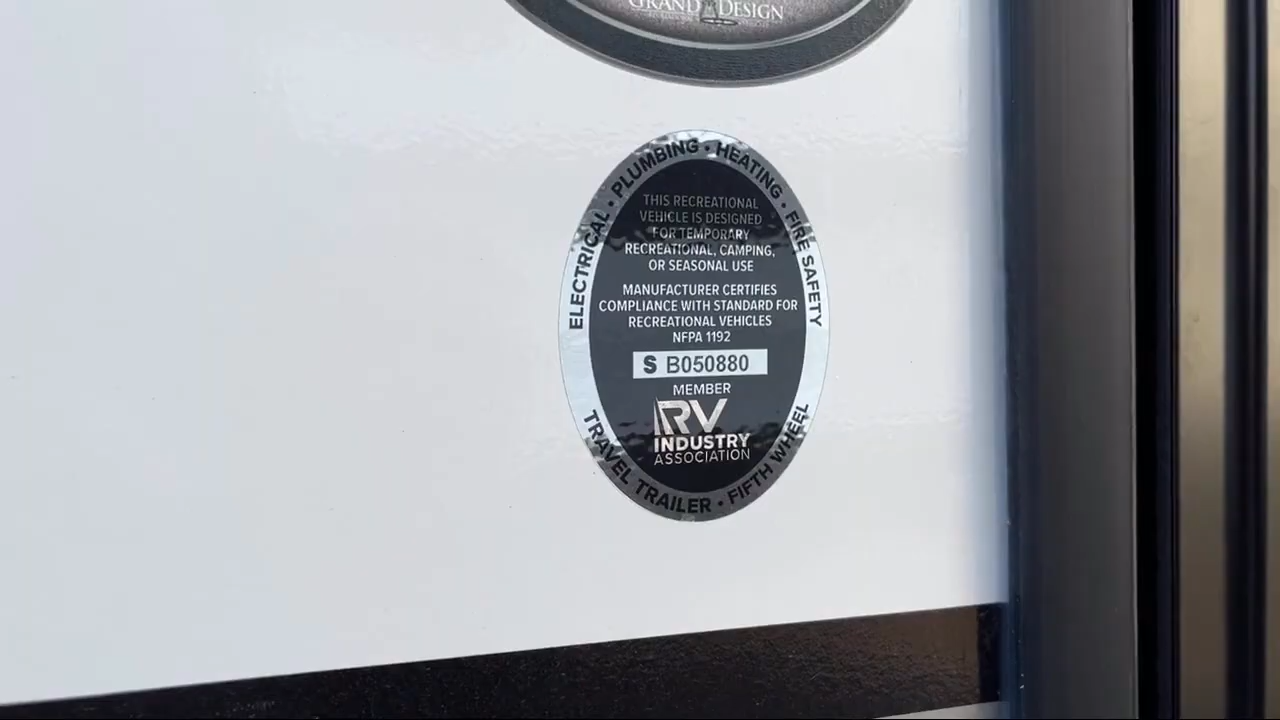 GRAND DESIGN
ELECTRICAL • PLUMBING • HEATING • FIRE SAFETY
THIS RECREATIONAL
VEHICLE IS DESIGNED
FOR TEMPORARY
RECREATIONAL, CAMPING,
OR SEASONAL USE
MANUFACTURER CERTIFIES
COMPLIANCE WITH STANDARD FOR
RECREATIONAL VEHICLES
NFPA 1192
S B050880
MEMBER
RV
INDUSTRY
ASSOCIATION
TRAVEL TRAILER • FIFTH WHEEL